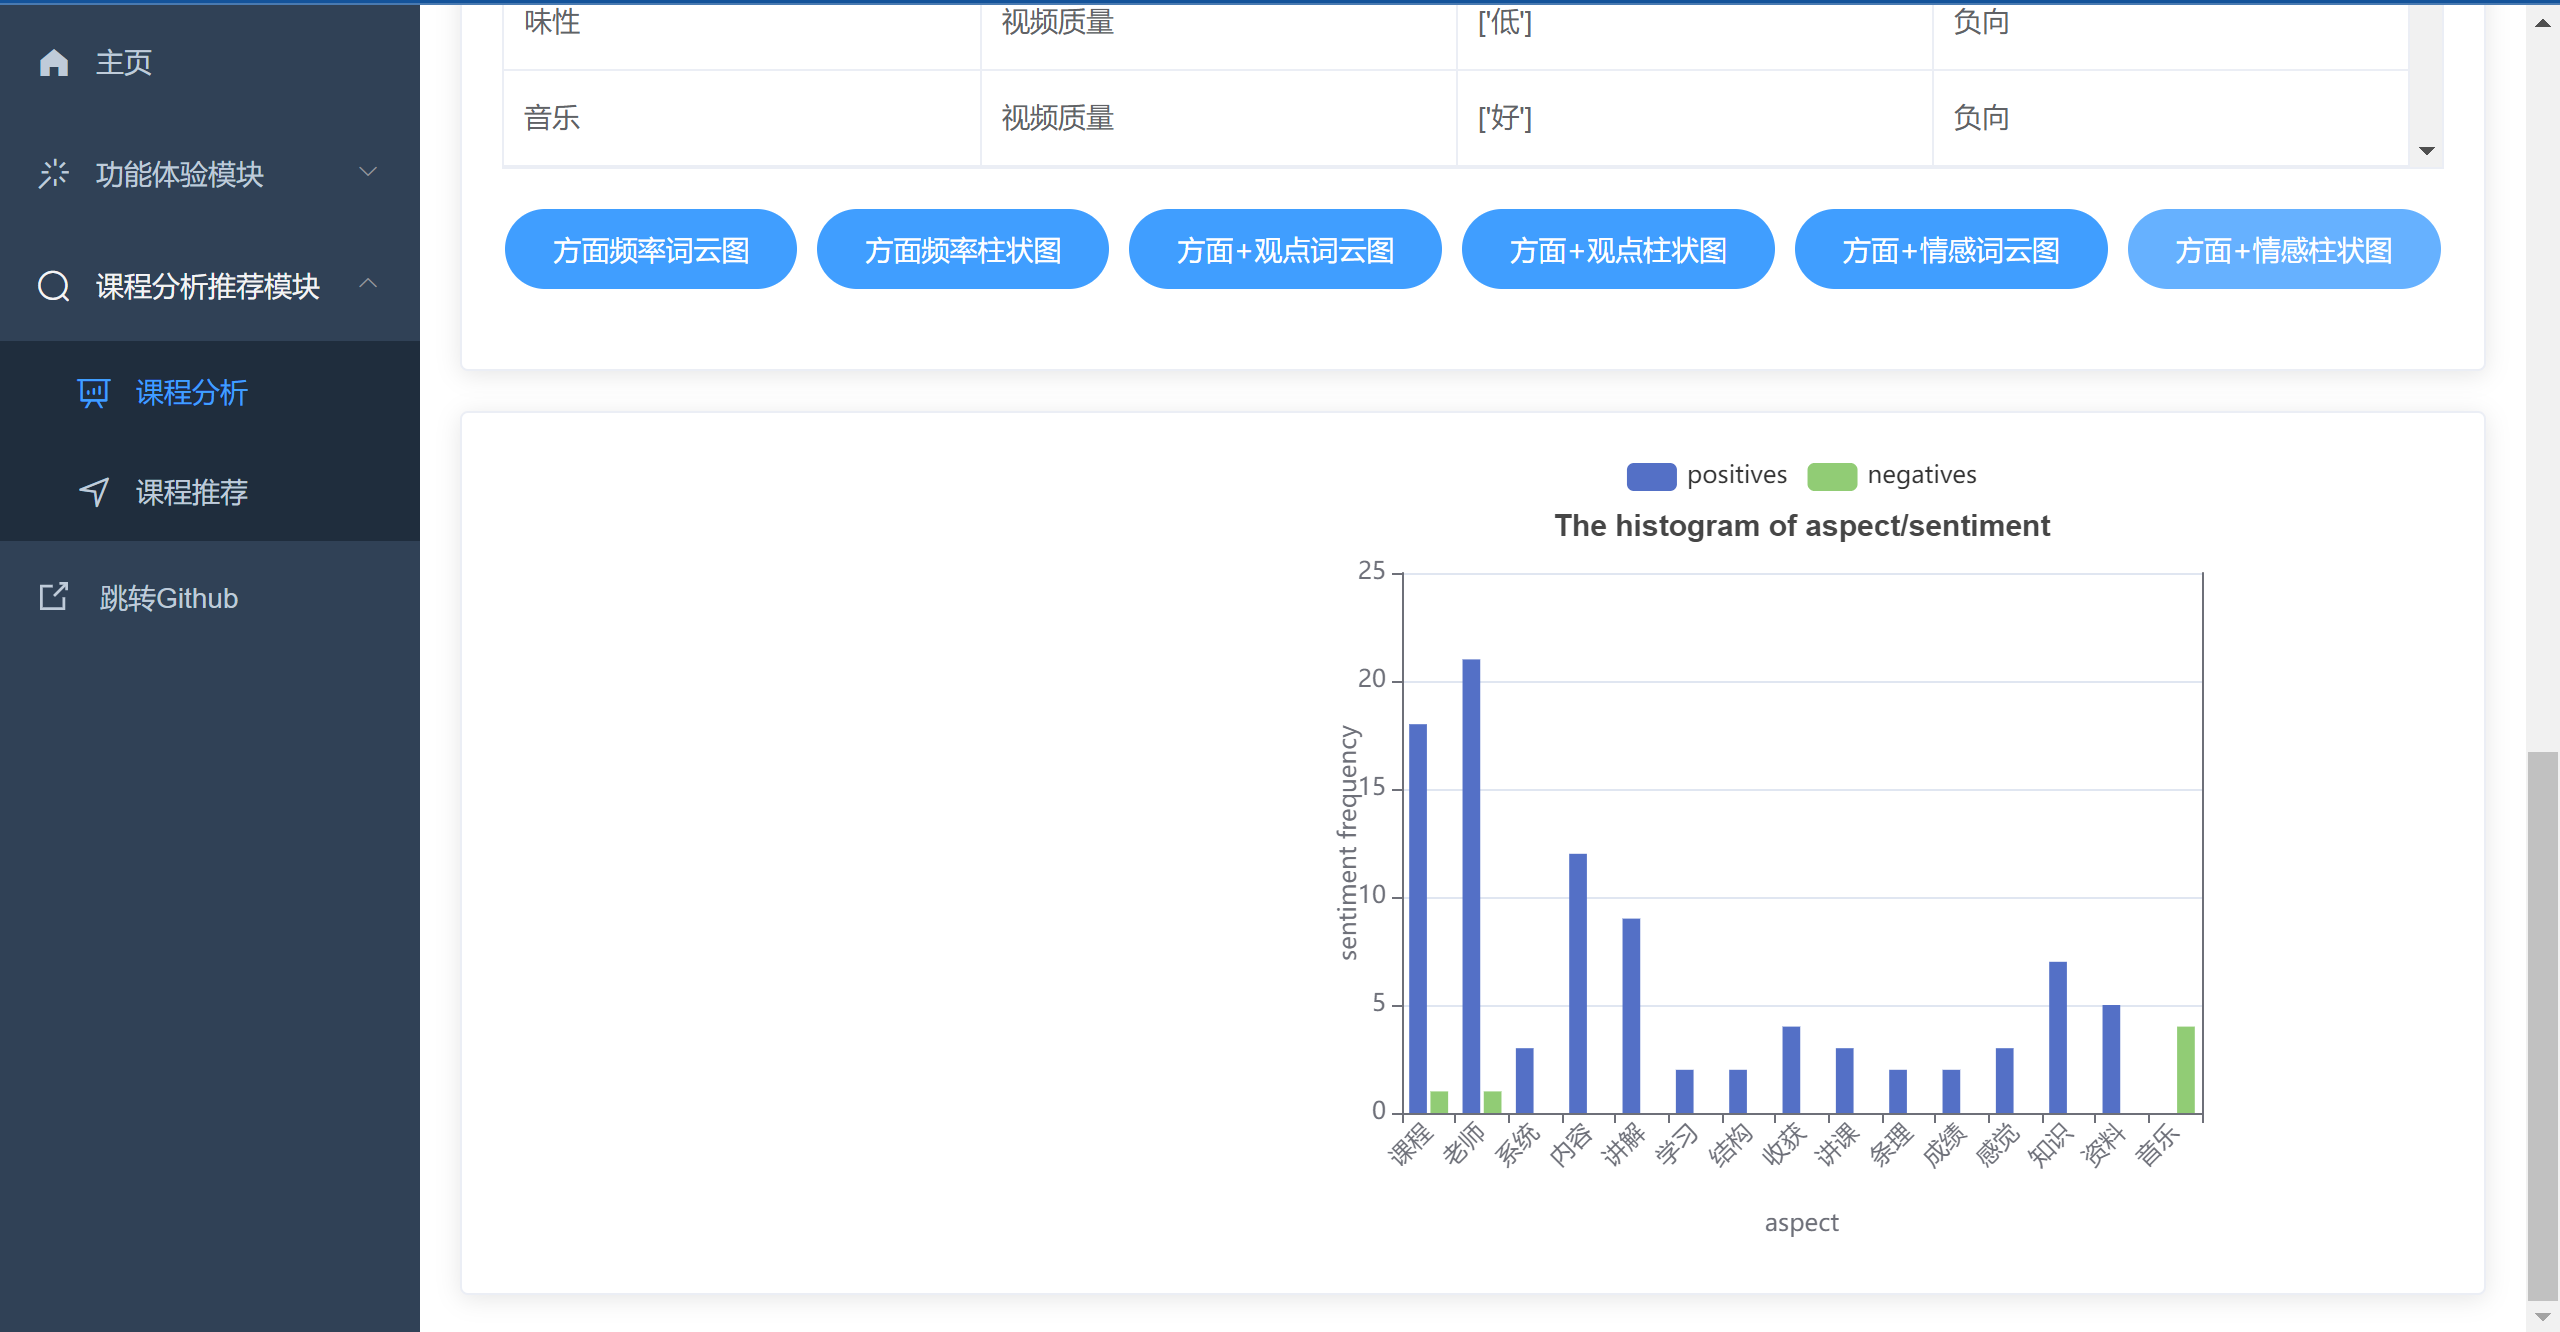 主页
功能体验模块
课程分析推荐模块
课程分析
课程推荐
跳转Github
味性 视频质量 ['低'] 负向
音乐 视频质量 ['好'] 负向
方面频率词云图 方面频率柱状图 方面+观点词云图 方面+观点柱状图 方面+情感词云图 方面+情感柱状图
positives negatives
The histogram of aspect/sentiment
sentiment frequency
25
20
15
10
5
0
课程 老师 系统 内容 讲解 学习 结构 收获 讲课 条理 成绩 感觉 知识 资料 音乐
aspect